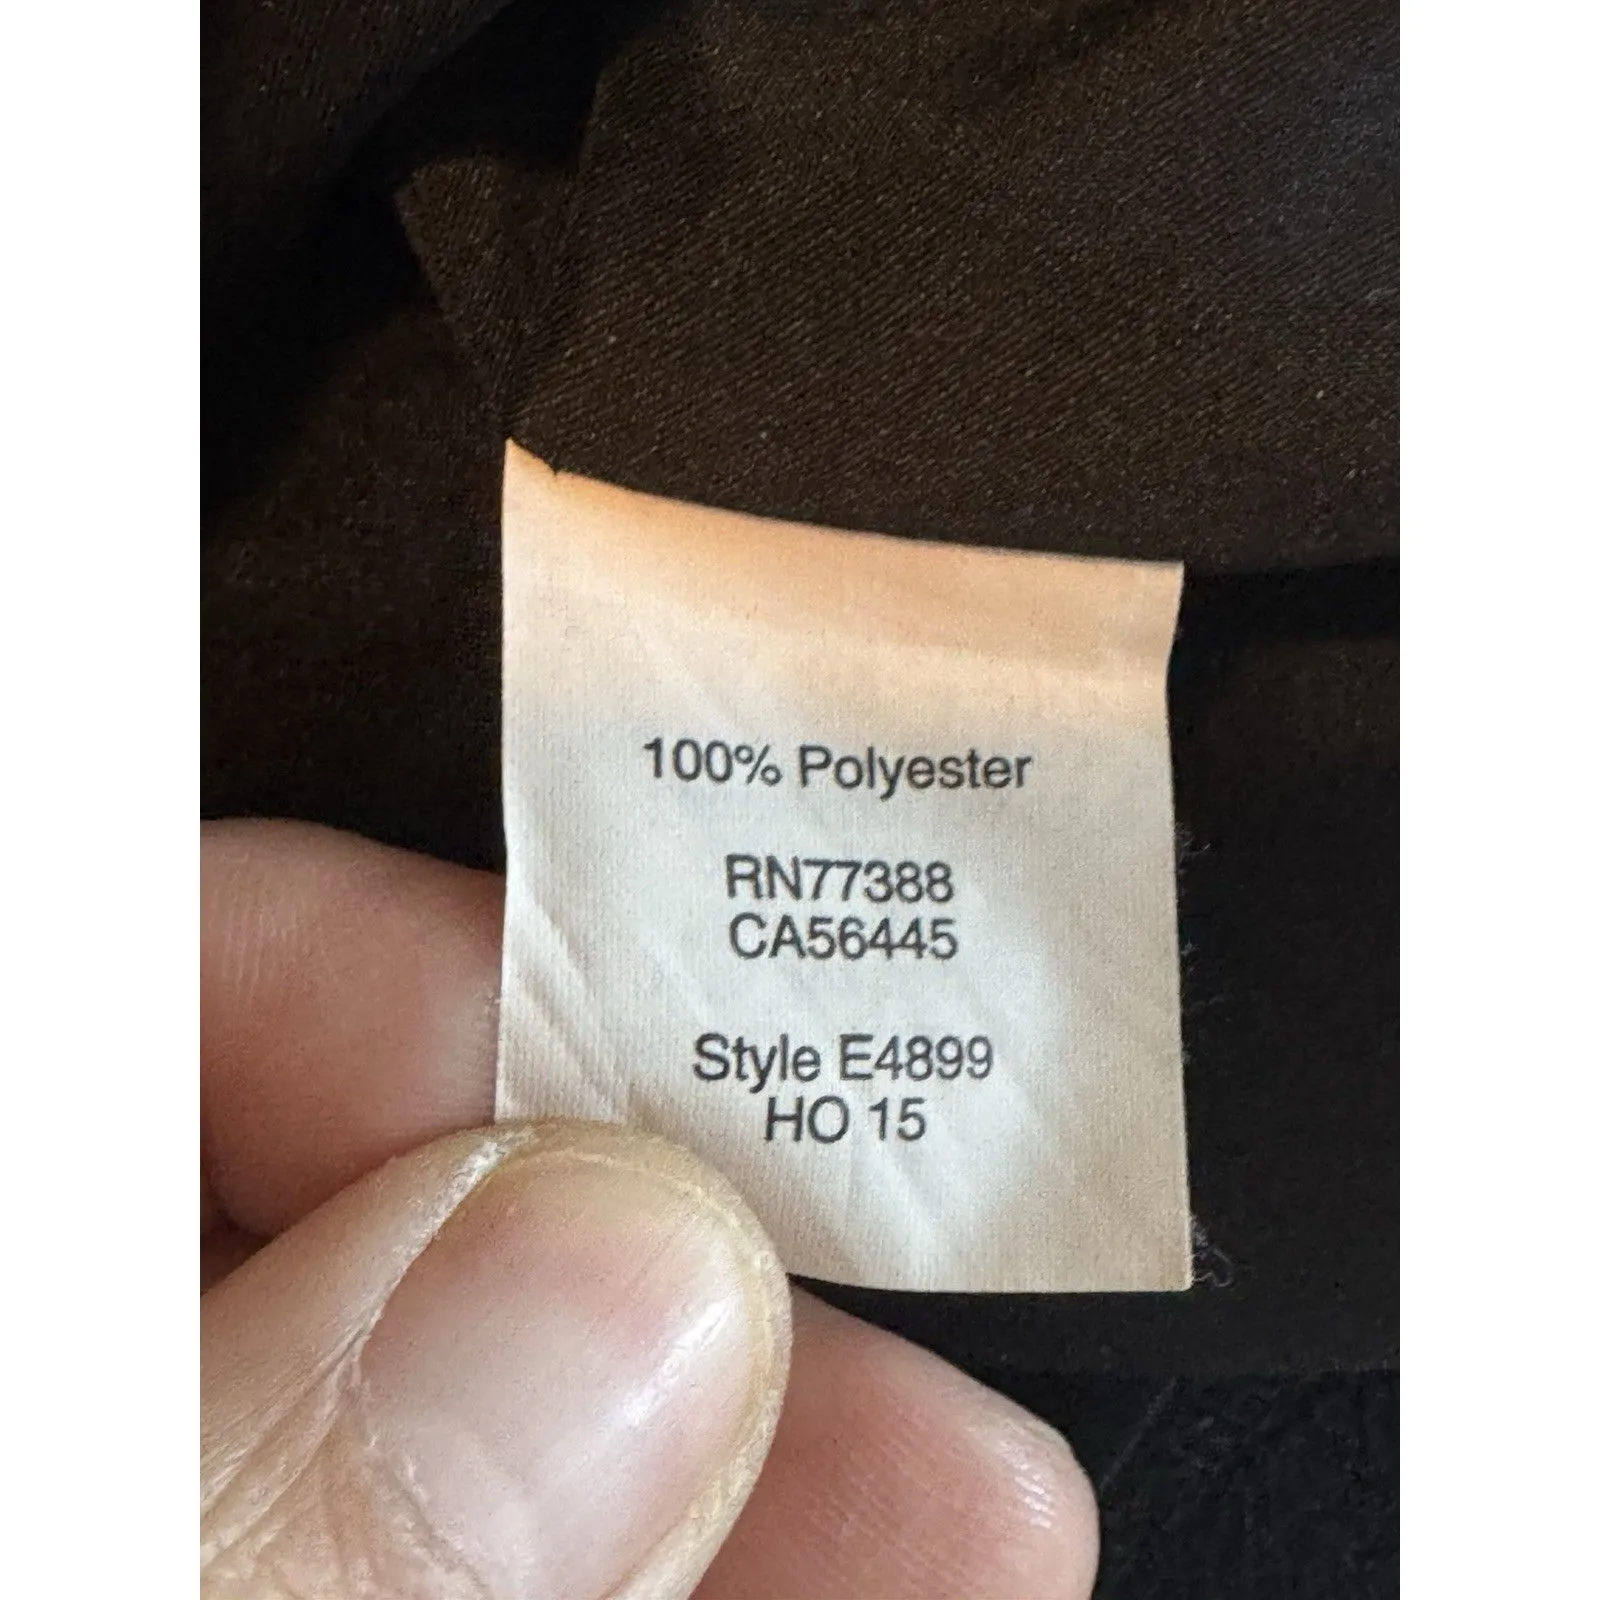 100% Polyester
RN77388
CA56445
Style E4899
HO 15